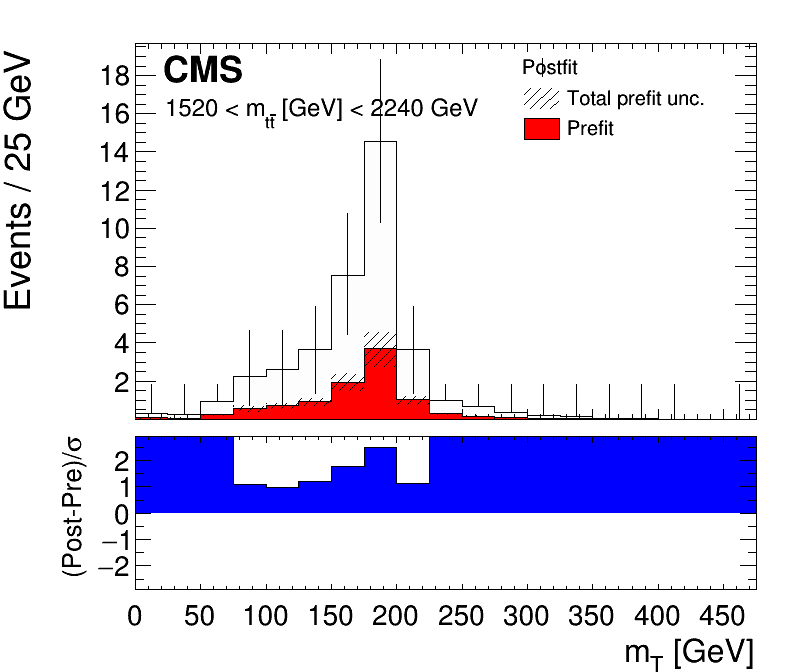 CMS
1520 < m_tt̄ [GeV] < 2240 GeV
Postfit
Total prefit unc.
Prefit
Events / 25 GeV
18
16
14
12
10
8
6
4
2
(Post-Pre)/σ
2
1
0
−1
−2
0 50 100 150 200 250 300 350 400 450
m_T [GeV]